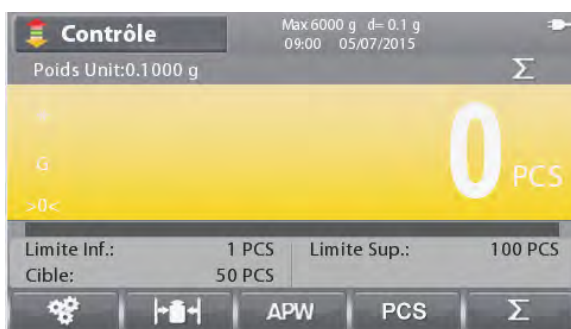 Contrôle
Max 6000 g d= 0.1 g
09:00 05/07/2015
Poids Unit:0.1000 g
Σ
G
0 PCS
>0<
Limite Inf.: 1 PCS Limite Sup.: 100 PCS
Cible: 50 PCS
APW PCS Σ